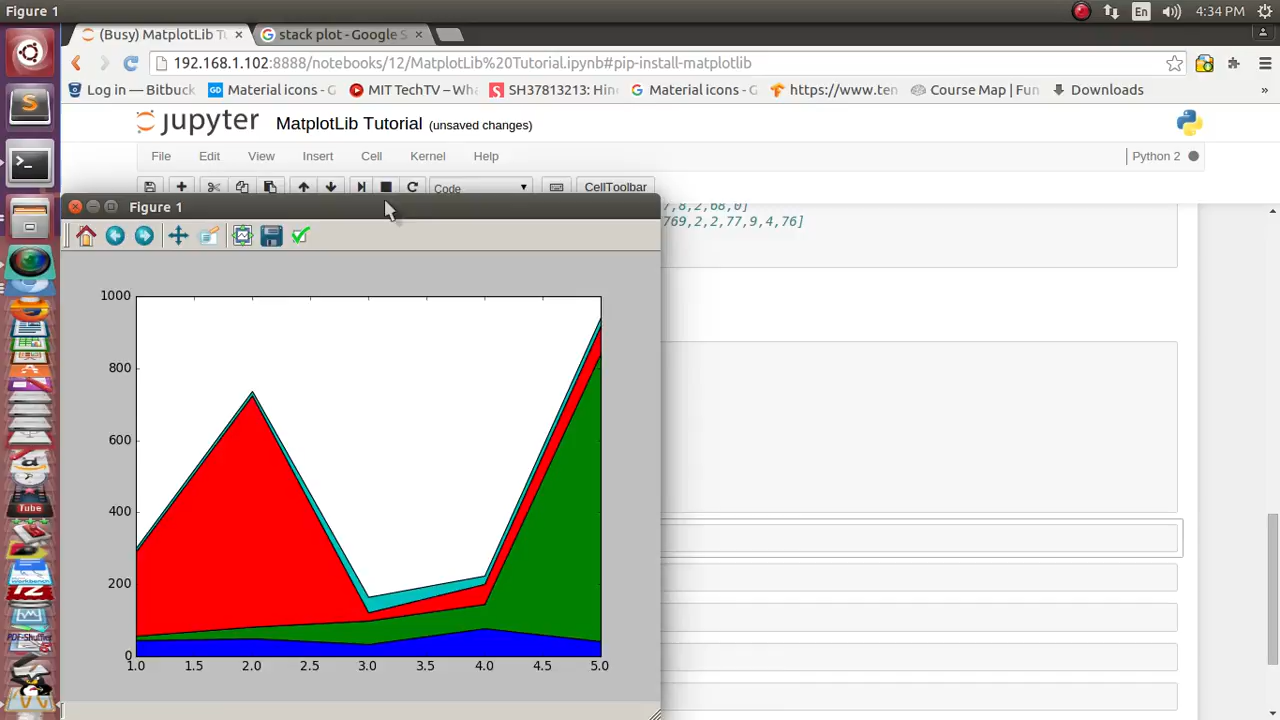 Figure 1
En
4:34 PM
(Busy) MatplotLib T
stack plot - Google S
192.168.1.102:8888/notebooks/12/MatplotLib%20Tutorial.ipynb#pip-install-matplotlib
Log in — Bitbuck
Material icons - G
MIT TechTV – Wha
SH37813213: Hin
Material icons - G
https://www.ten
Course Map | Fun
Downloads
»
jupyter
MatplotLib Tutorial (unsaved changes)
File Edit View Insert Cell Kernel Help
Python 2
Code
CellToolbar
,7,8,2,68,0]
769,2,2,77,9,4,76]
Figure 1
1000
800
600
400
200
0
1.0 1.5 2.0 2.5 3.0 3.5 4.0 4.5 5.0
Tube
PDF-Shuffler